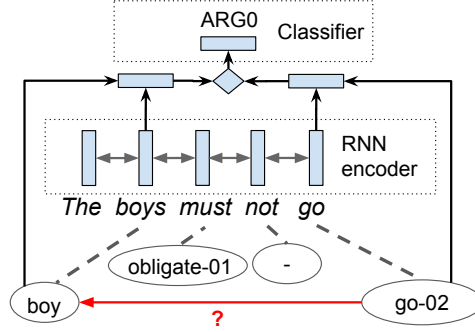 ARG0
Classifier
RNN
encoder
The boys must not go
obligate-01
-
boy
go-02
?